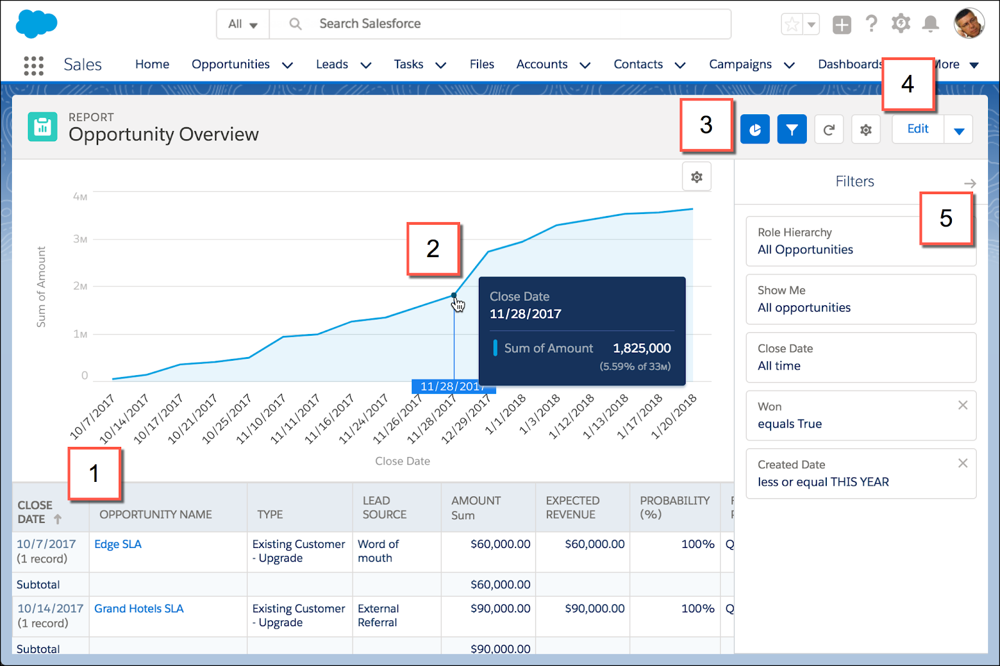 All
Search Salesforce
Sales
Home
Opportunities
Leads
Tasks
Files
Accounts
Contacts
Campaigns
Dashboards
4
REPORT
Opportunity Overview
3
Edit
Filters
5
4M
3M
2M
1M
0
Sum of Amount
2
Close Date
11/28/2017
Sum of Amount 1,825,000
(5.59% of 33M)
11/28/2017
10/7/2017
10/14/2017
10/17/2017
10/21/2017
10/25/2017
11/10/2017
11/11/2017
11/16/2017
11/24/2017
11/26/2017
11/28/2017
12/29/2017
1/1/2018
1/3/2018
1/12/2018
1/13/2018
1/17/2018
1/20/2018
Close Date
1
Role Hierarchy
All Opportunities
Show Me
All opportunities
Close Date
All time
Won
equals True
Created Date
less or equal THIS YEAR
CLOSE
DATE
OPPORTUNITY NAME
TYPE
LEAD
SOURCE
AMOUNT
Sum
EXPECTED
REVENUE
PROBABILITY
(%)
10/7/2017
(1 record)
Edge SLA
Existing Customer
- Upgrade
Word of
mouth
$60,000.00
$60,000.00
100%
Subtotal
$60,000.00
10/14/2017
(1 record)
Grand Hotels SLA
Existing Customer
- Upgrade
External
Referral
$90,000.00
$90,000.00
100%
Subtotal
$90,000.00